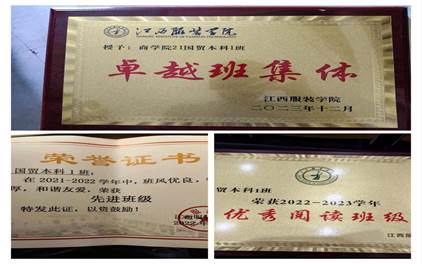 江西服装学院
授予:商学院21国贸本科1班
卓越班集体
江西服装学院
二〇二三年十二月
荣誉证书
国贸本科1班:
在2021-2022学年中,班风优良,
厚,和谐友爱,荣获
先进班级
特发此证,以资鼓励!
贸本科1班
荣获2022-2023学年
优秀阅读班级
江西服